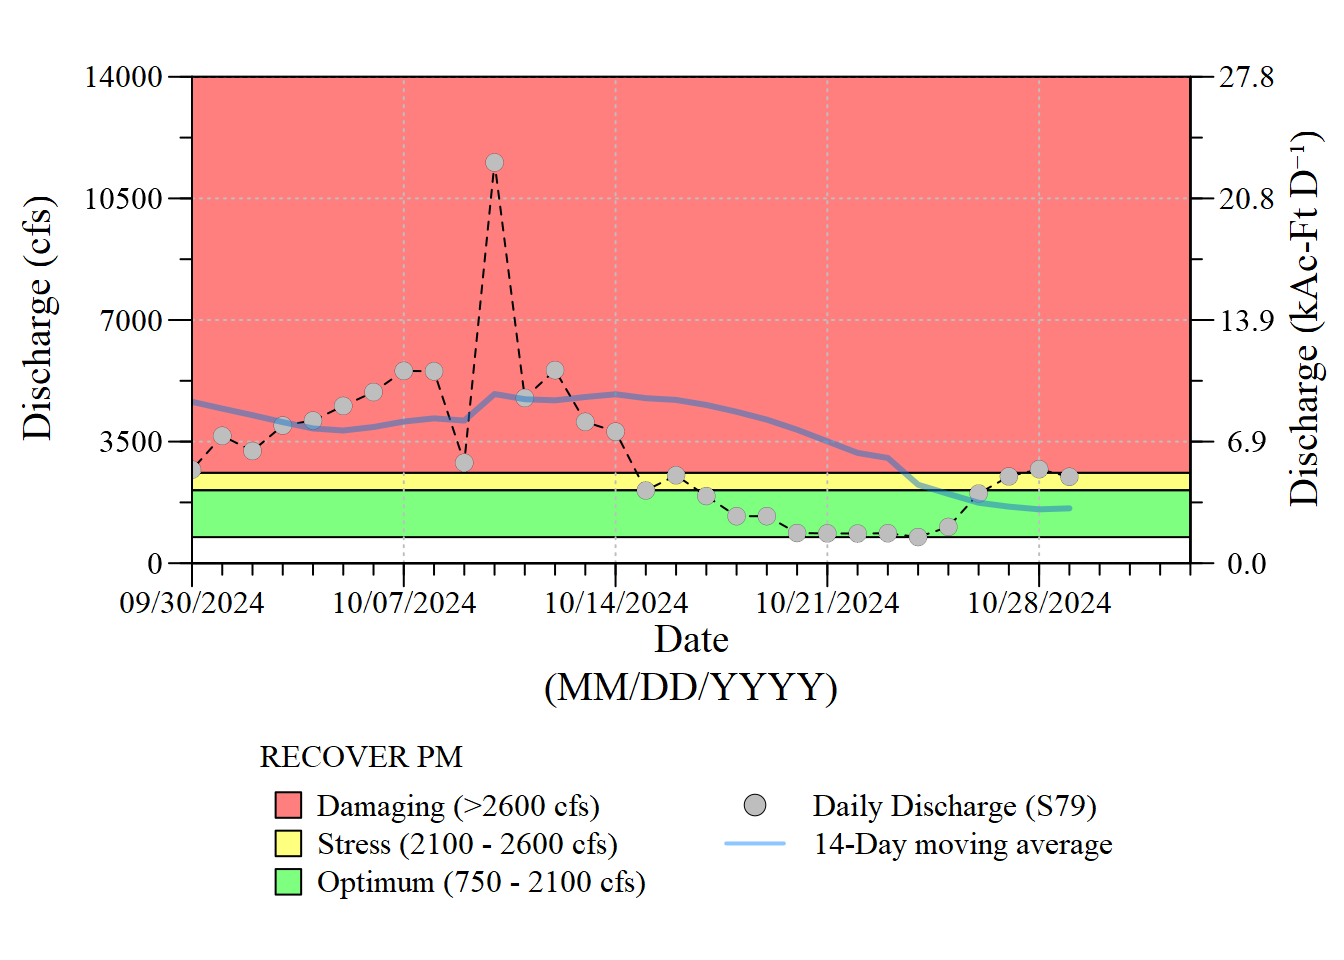 14000
10500
7000
3500
0
Discharge (cfs)
27.8
20.8
13.9
6.9
0.0
Discharge (kAc-Ft D⁻¹)
09/30/2024 10/07/2024 10/14/2024 10/21/2024 10/28/2024
Date
(MM/DD/YYYY)
RECOVER PM
Damaging (>2600 cfs)
Stress (2100 - 2600 cfs)
Optimum (750 - 2100 cfs)
Daily Discharge (S79)
14-Day moving average